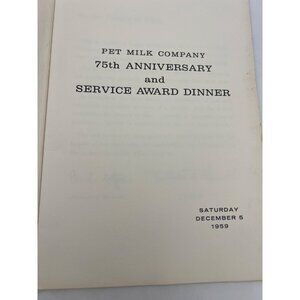 PET MILK COMPANY
75th ANNIVERSARY
and
SERVICE AWARD DINNER
SATURDAY
DECEMBER 5
1959